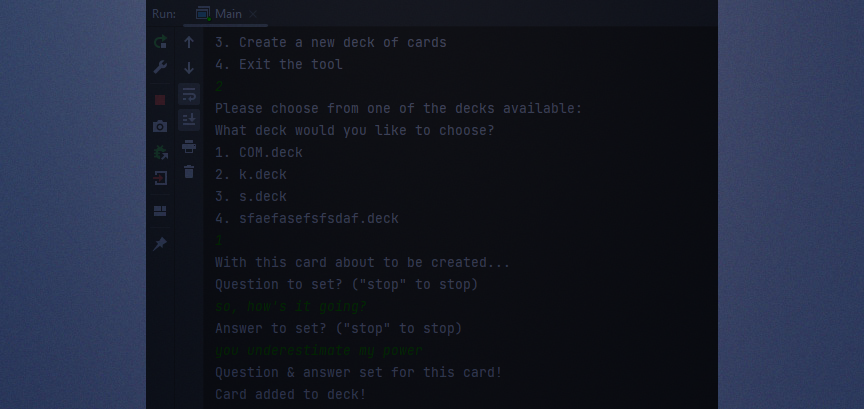 Run: Main
3. Create a new deck of cards
4. Exit the tool
2
Please choose from one of the decks available:
What deck would you like to choose?
1. COM.deck
2. k.deck
3. s.deck
4. sfaefasefsfsdaf.deck
With this card about to be created...
Question to set? ("stop" to stop)
so, how's it going?
Answer to set? ("stop" to stop)
you underestimate my power
Question & answer set for this card!
Card added to deck!